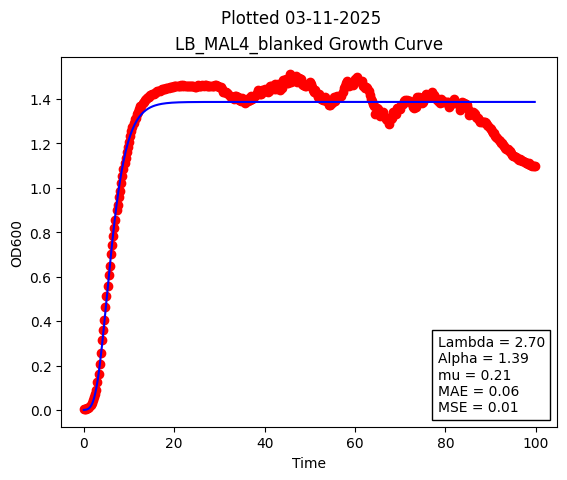 Plotted 03-11-2025
LB_MAL4_blanked Growth Curve
OD600
1.4
1.2
1.0
0.8
0.6
0.4
0.2
0.0
Lambda = 2.70
Alpha = 1.39
mu = 0.21
MAE = 0.06
MSE = 0.01
0 20 40 60 80 100
Time